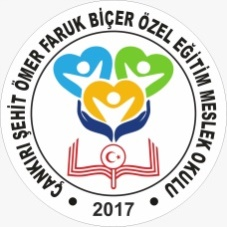 ÇANKIRI ŞEHİT ÖMER FARUK BİÇER ÖZEL EĞİTİM MESLEK OKULU
• 2017 •